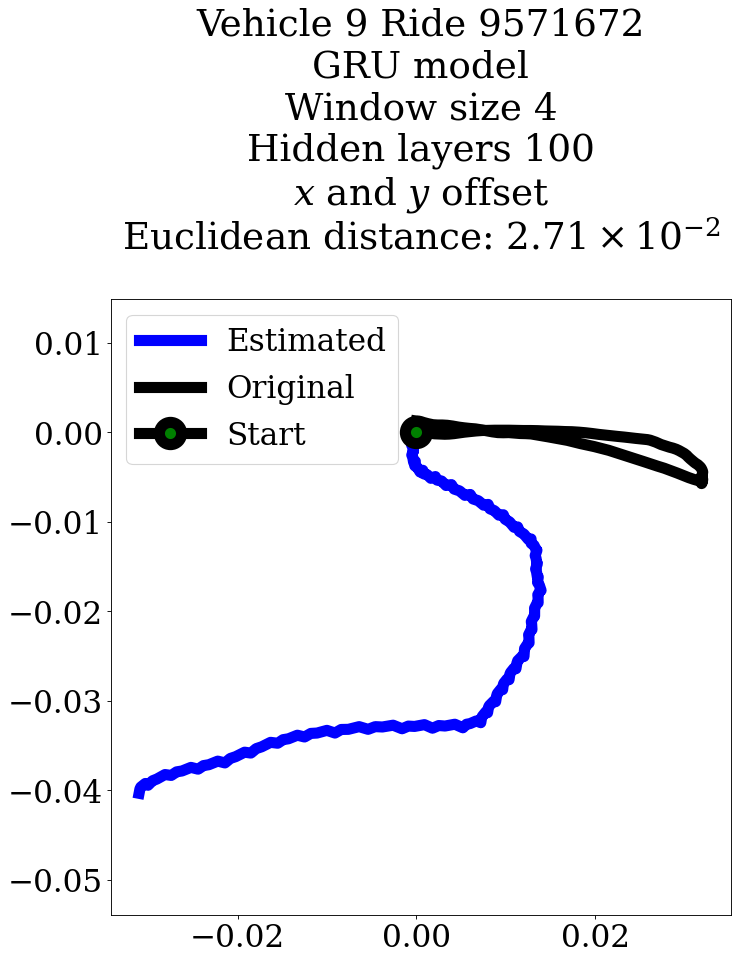 Vehicle 9 Ride 9571672
GRU model
Window size 4
Hidden layers 100
x and y offset
Euclidean distance: 2.71 × 10⁻²
Estimated
Original
Start
0.01
0.00
−0.01
−0.02
−0.03
−0.04
−0.05
−0.02
0.00
0.02